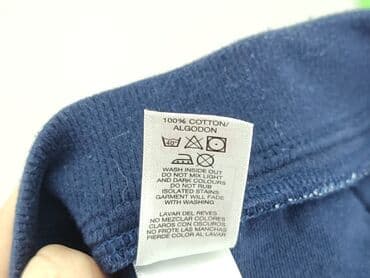 100% COTTON/
ALGODON
40°
WASH INSIDE OUT
DO NOT MIX LIGHT
AND DARK COLOURS
DO NOT RUB
ISOLATED STAINS
GARMENT WILL FADE
WITH WASHING
LAVAR DEL REVES
NO MEZCLAR COLORES
CLAROS CON OSCUROS
NO FROTE LAS MANCHAS
PIERDE COLOR AL LAVAR